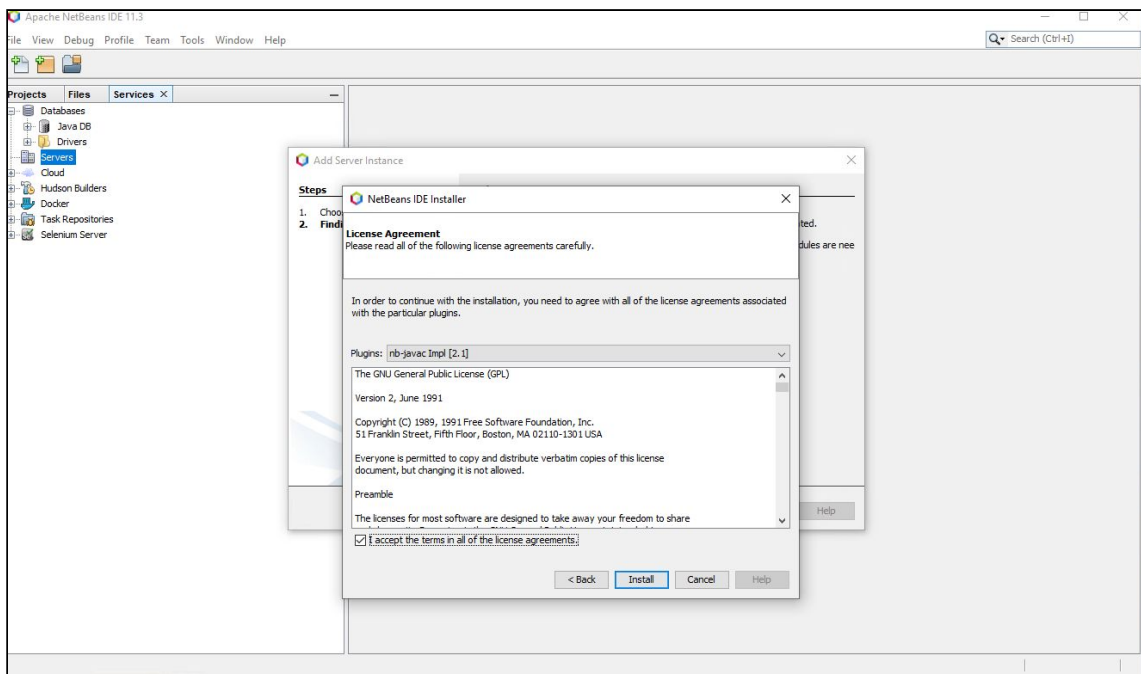 Apache NetBeans IDE 11.3
File View Debug Profile Team Tools Window Help
Search (Ctrl+I)
Projects Files Services
Databases
Java DB
Drivers
Servers
Cloud
Hudson Builders
Docker
Task Repositories
Selenium Server
Add Server Instance
Steps
1. Choo
2. Findi
ted.
dules are nee
Help
NetBeans IDE Installer
License Agreement
Please read all of the following license agreements carefully.
In order to continue with the installation, you need to agree with all of the license agreements associated
with the particular plugins.
Plugins: nb-javac Impl [2.1]
The GNU General Public License (GPL)
Version 2, June 1991
Copyright (C) 1989, 1991 Free Software Foundation, Inc.
51 Franklin Street, Fifth Floor, Boston, MA 02110-1301 USA
Everyone is permitted to copy and distribute verbatim copies of this license
document, but changing it is not allowed.
Preamble
The licenses for most software are designed to take away your freedom to share
I accept the terms in all of the license agreements.
< Back Install Cancel Help